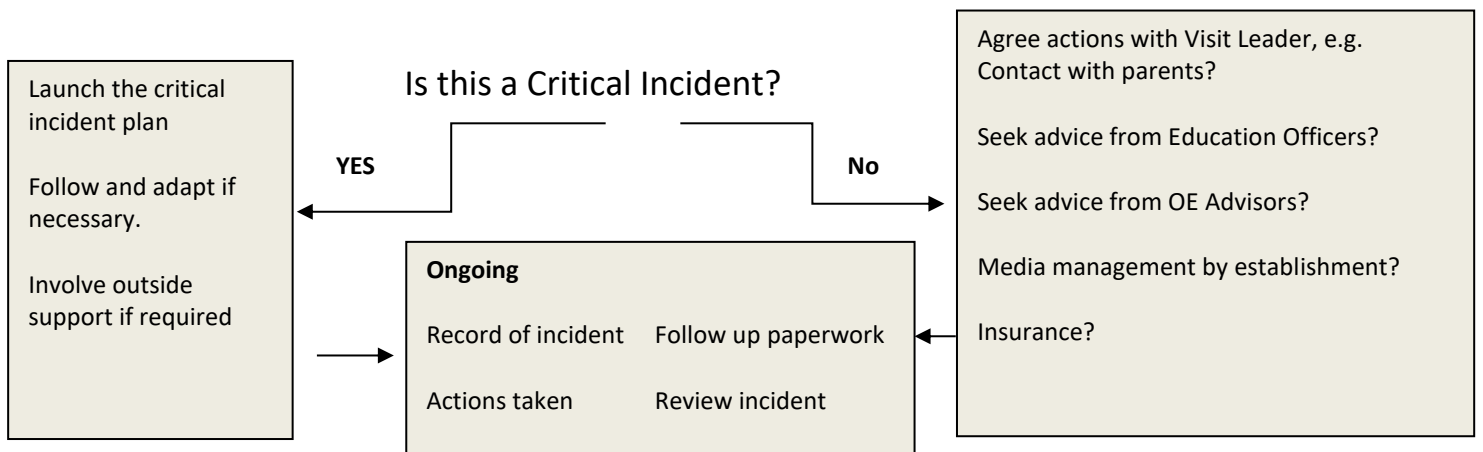 Is this a Critical Incident?
YES
No
Launch the critical
incident plan
Follow and adapt if
necessary.
Involve outside
support if required
Agree actions with Visit Leader, e.g.
Contact with parents?
Seek advice from Education Officers?
Seek advice from OE Advisors?
Media management by establishment?
Insurance?
Ongoing
Record of incident Follow up paperwork
Actions taken Review incident